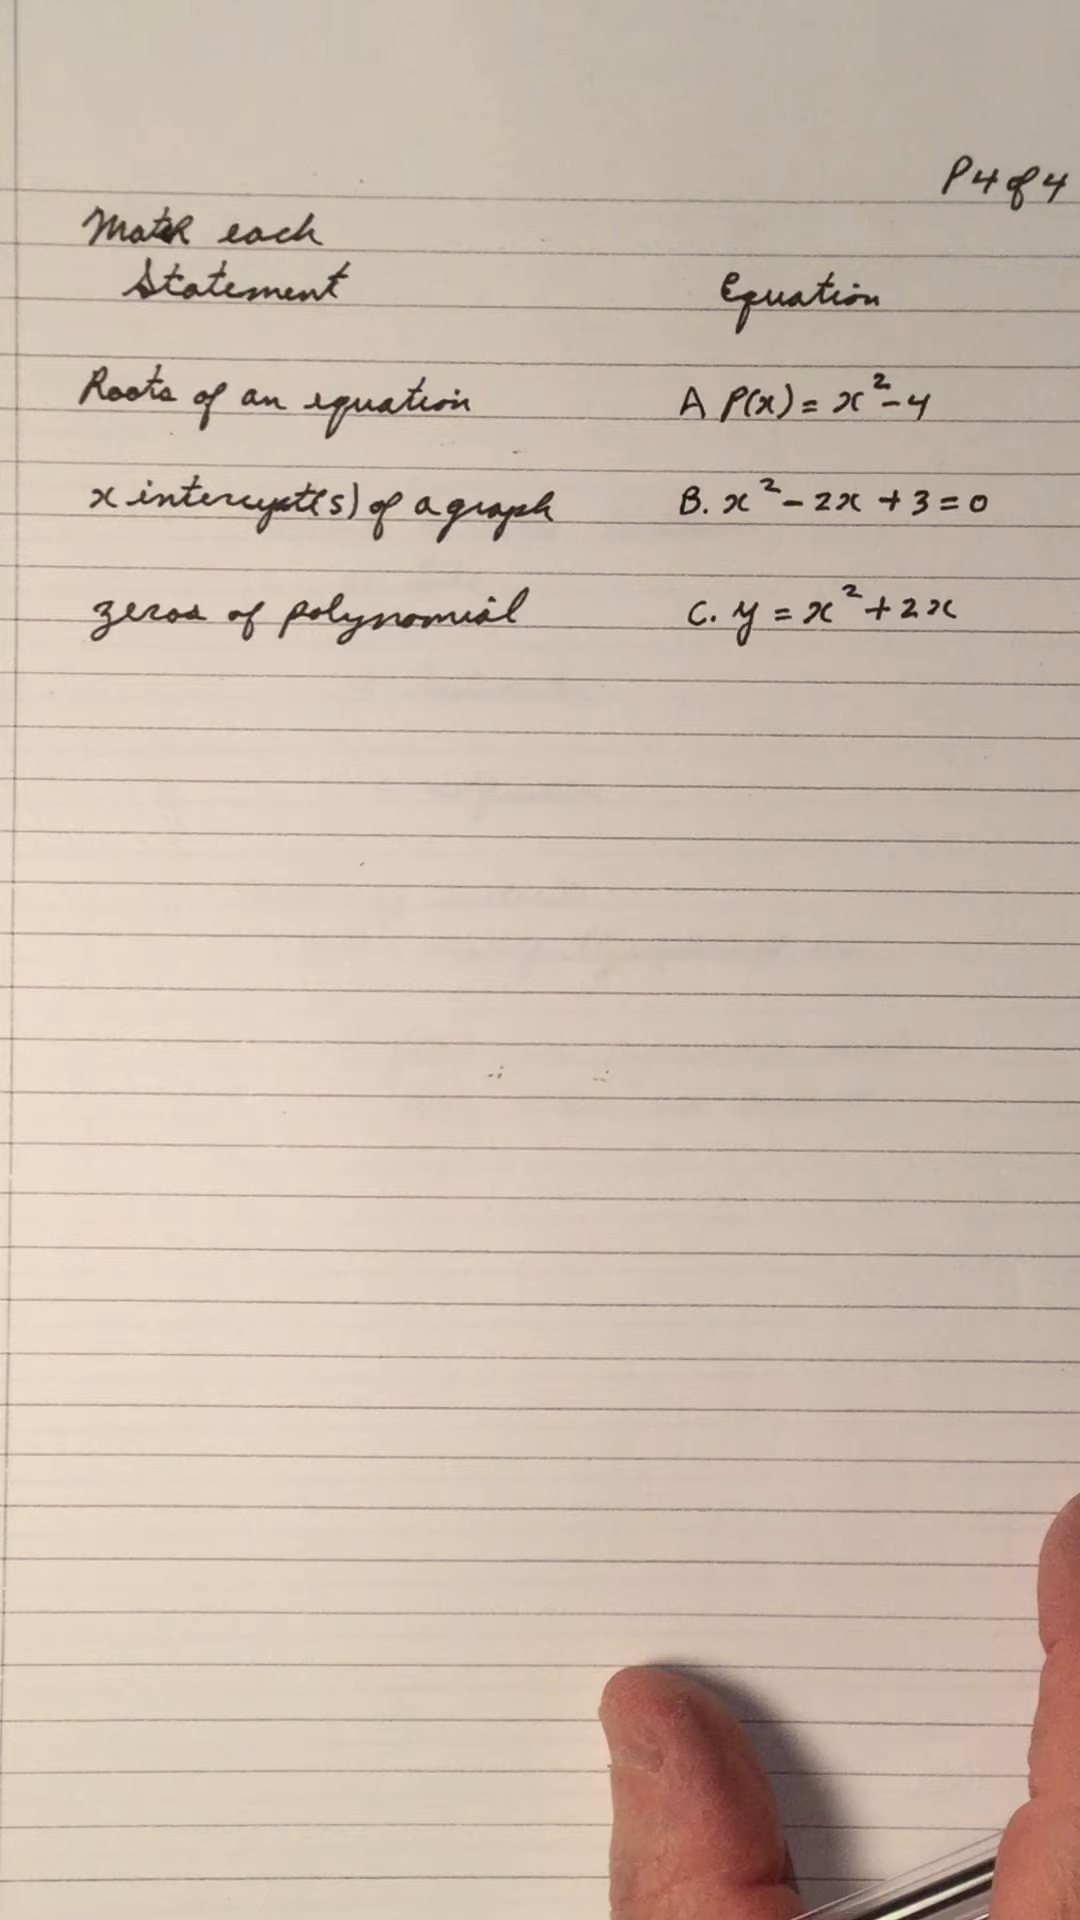 P4 of 4
Match each
Statement Equation
Roots of an equation A P(x) = x² - 4
x intercept(s) of a graph B. x² - 2x + 3 = 0
zeros of polynomial C. y = x² + 2x